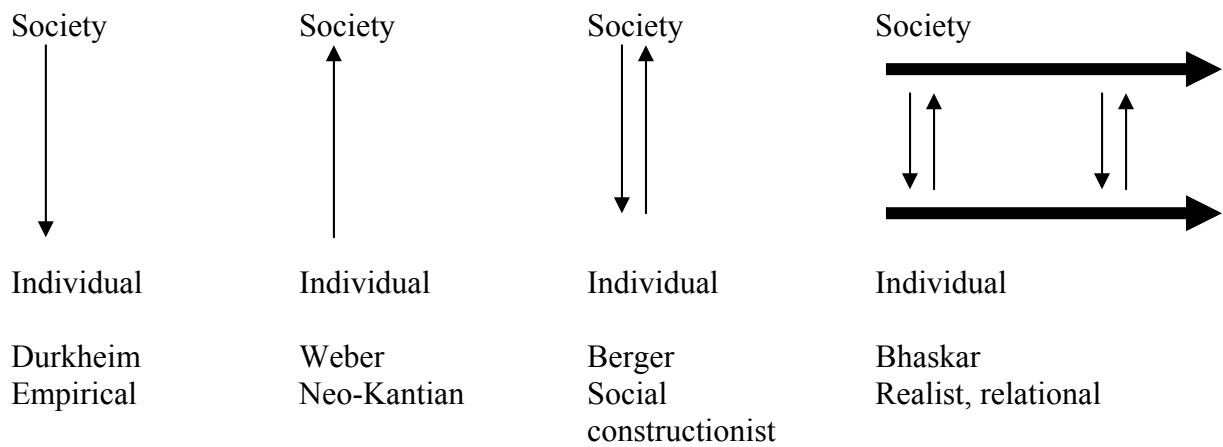 Society Society Society Society
Individual Individual Individual Individual
Durkheim Weber Berger Bhaskar
Empirical Neo-Kantian Social Realist, relational
constructionist